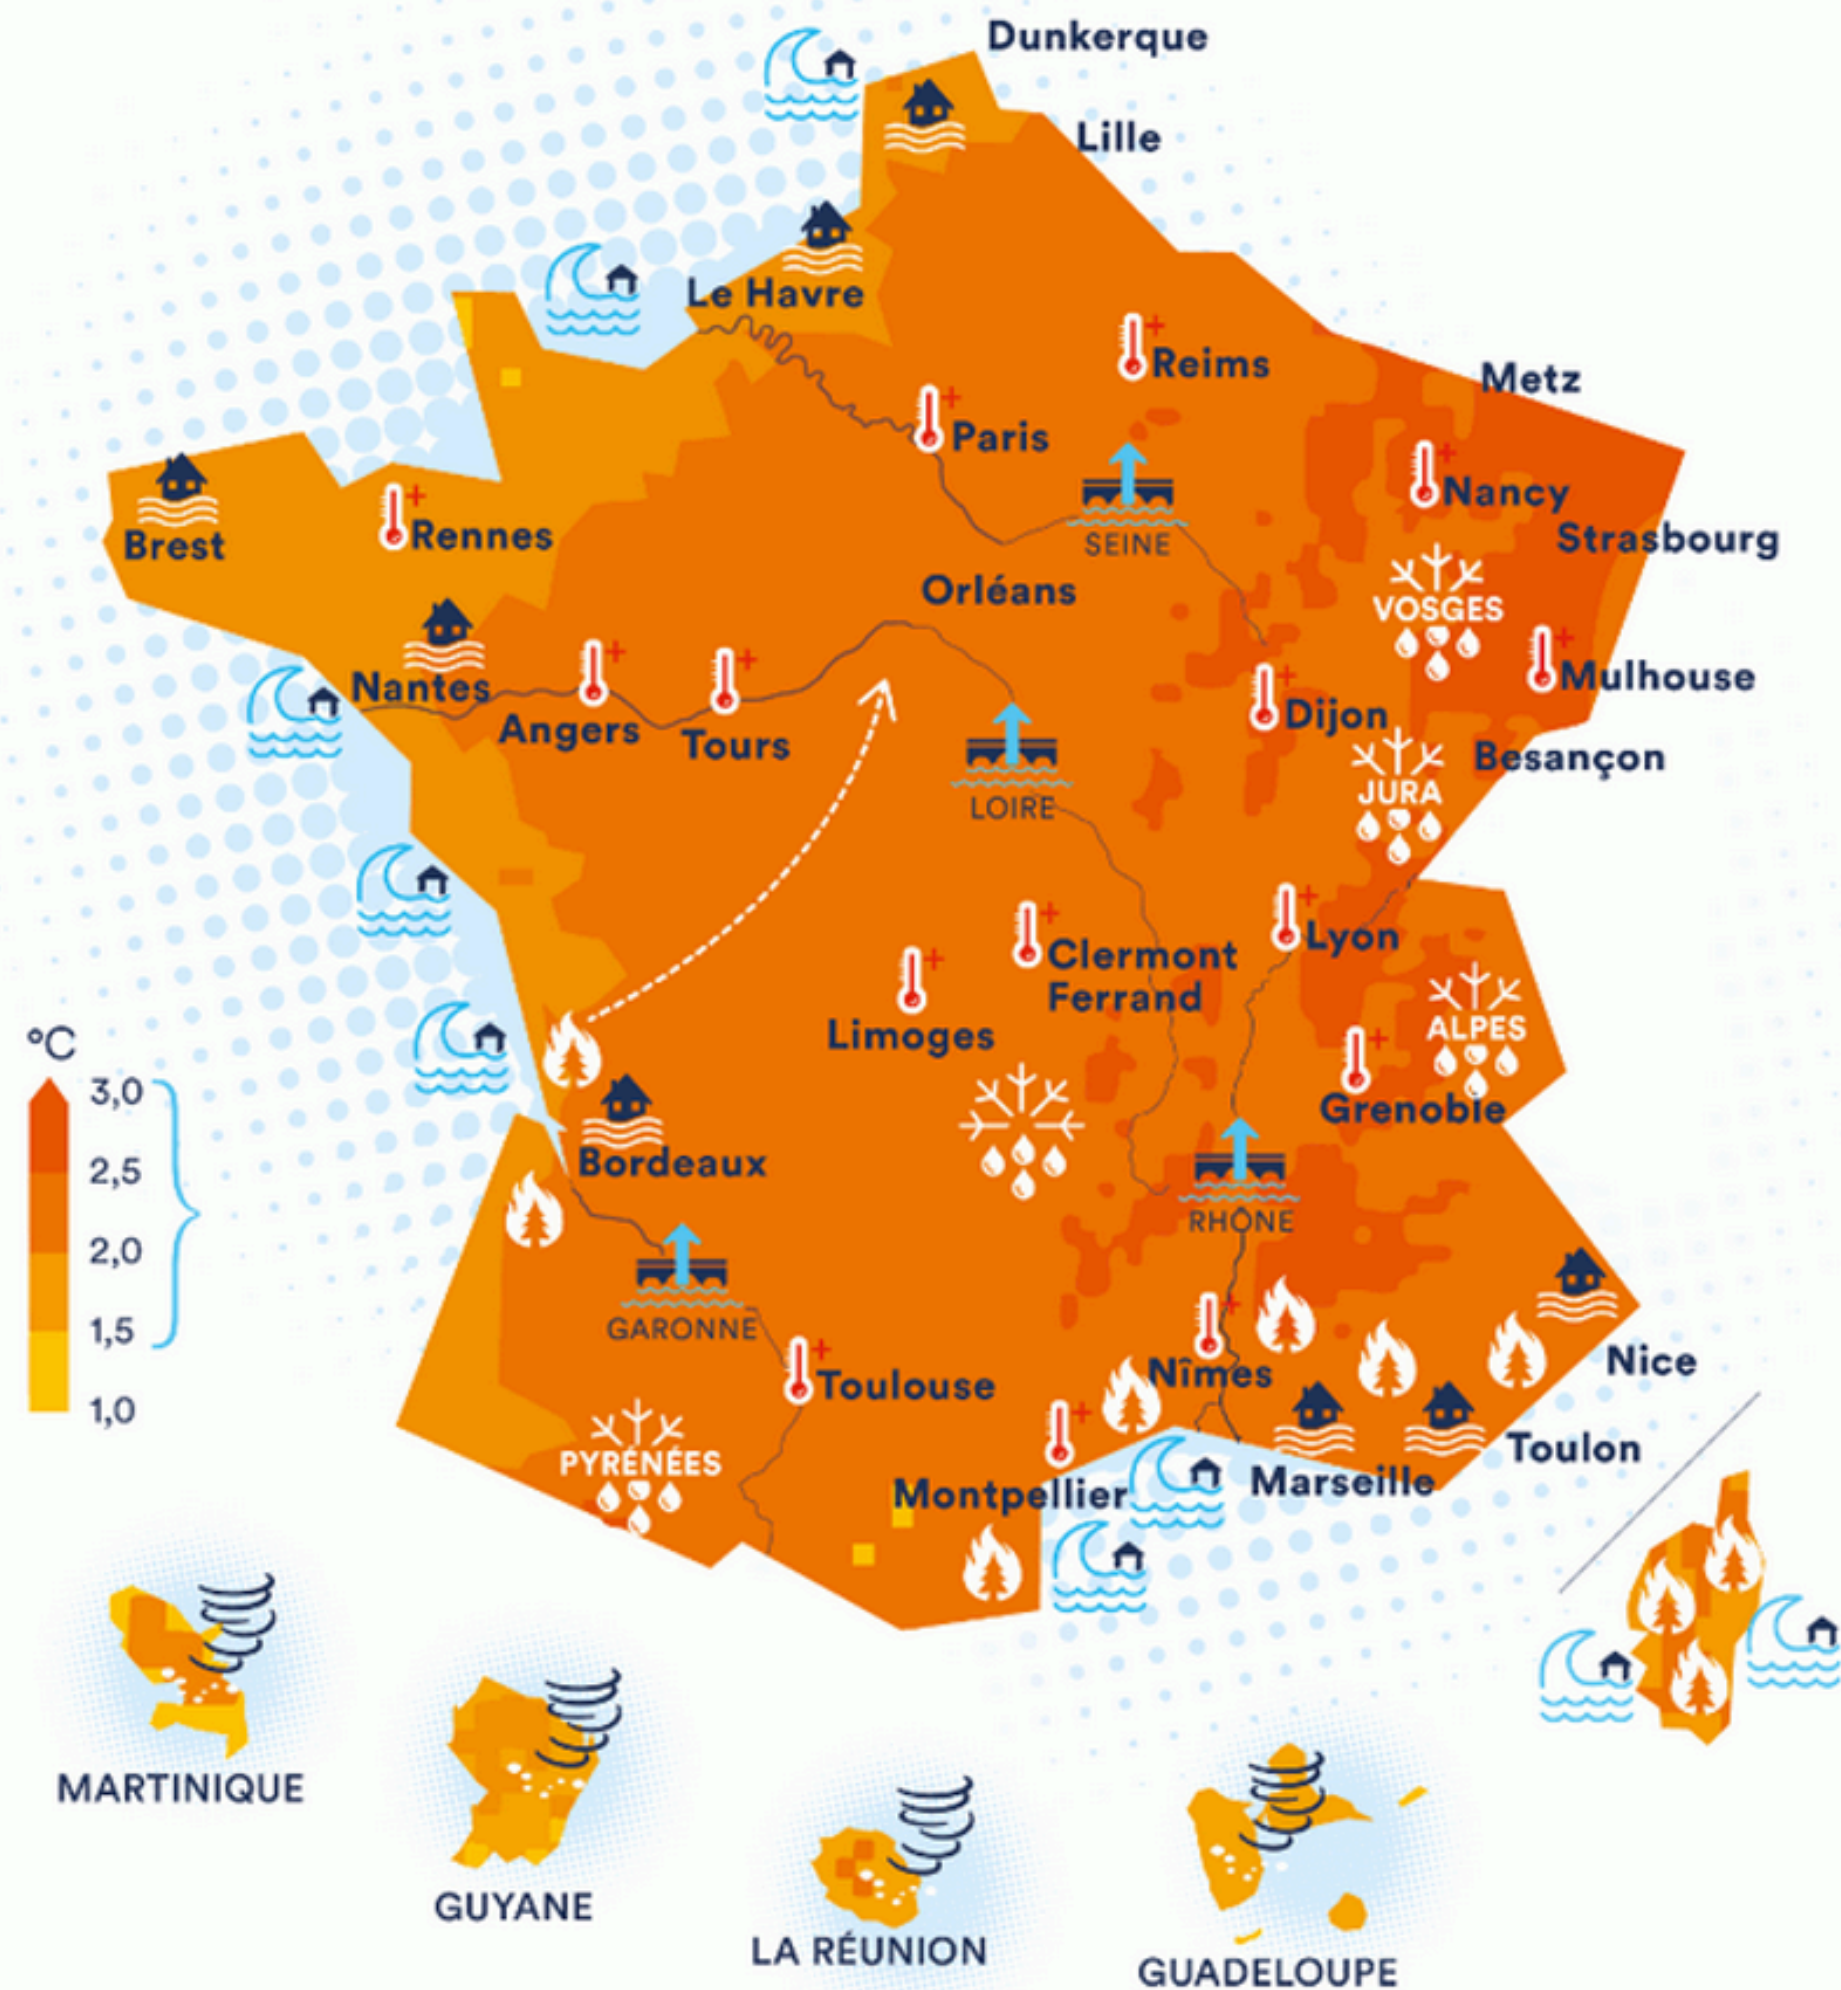 Dunkerque
Lille
Le Havre
Reims
Metz
Paris
Nancy
Brest
Rennes
Strasbourg
SEINE
Orléans
VOSGES
Nantes
Mulhouse
Angers
Tours
Dijon
Besançon
LOIRE
JURA
Lyon
Clermont
Ferrand
Limoges
ALPES
°C
3,0
2,5
2,0
1,5
1,0
Grenoble
Bordeaux
RHÔNE
GARONNE
Nîmes
Nice
Toulouse
PYRÉNÉES
Toulon
Montpellier
Marseille
MARTINIQUE
GUYANE
LA RÉUNION
GUADELOUPE